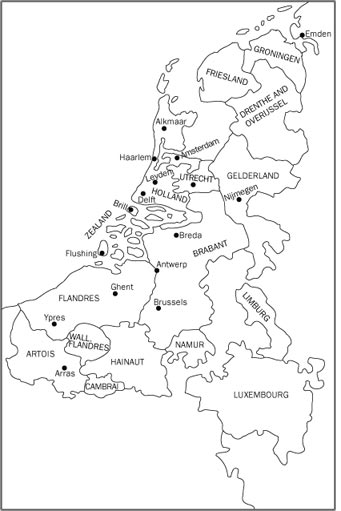 Emden
GRONINGEN
FRIESLAND
DRENTHE AND
OVERIJSSEL
Alkmaar
Amsterdam
Haarlem
Leyden
UTRECHT
GELDERLAND
HOLLAND
Delft
Nijmegen
Brill
ZEALAND
Breda
BRABANT
Flushing
Antwerp
Ghent
FLANDRES
Brussels
LIMBURG
Ypres
WALL.
FLANDRES
NAMUR
ARTOIS
HAINAUT
Arras
CAMBRAI
LUXEMBOURG